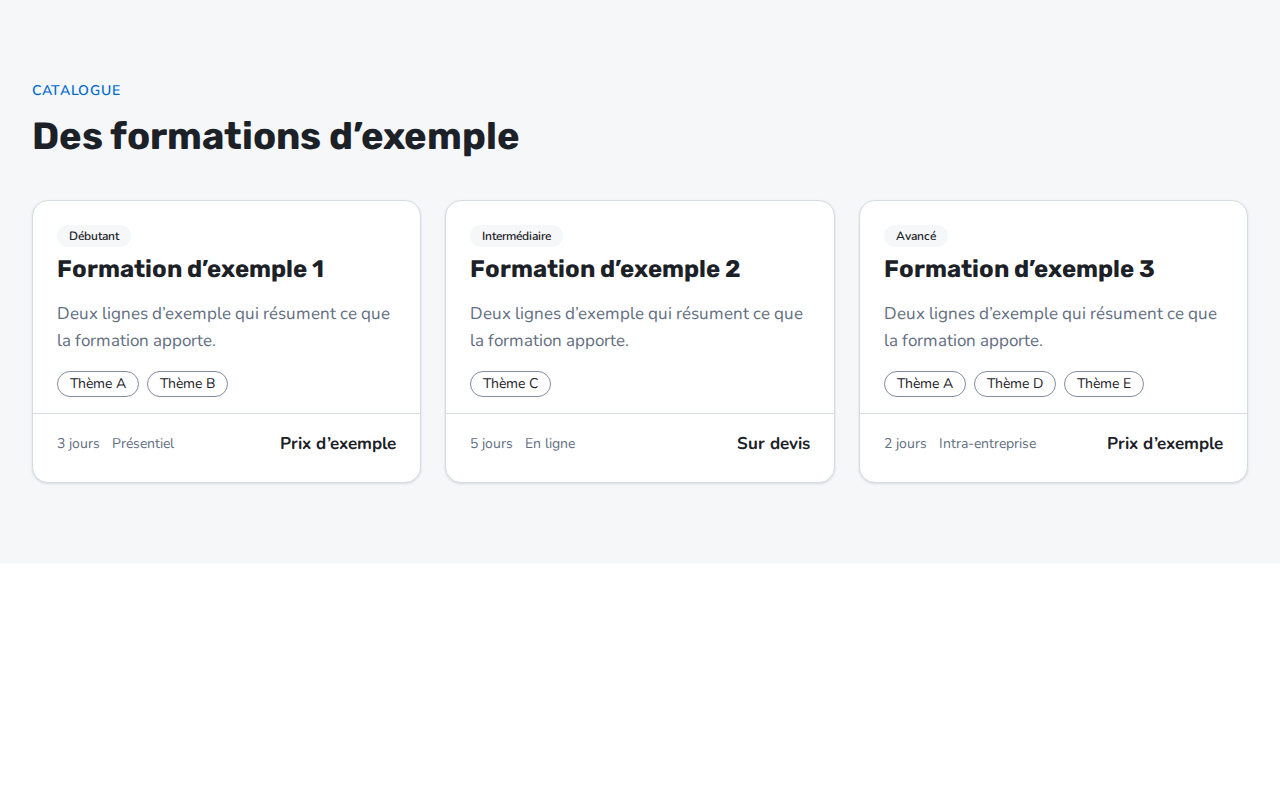 CATALOGUE
Des formations d’exemple
Débutant
Formation d’exemple 1
Deux lignes d’exemple qui résument ce que
la formation apporte.
Thème A Thème B
3 jours Présentiel Prix d’exemple
Intermédiaire
Formation d’exemple 2
Deux lignes d’exemple qui résument ce que
la formation apporte.
Thème C
5 jours En ligne Sur devis
Avancé
Formation d’exemple 3
Deux lignes d’exemple qui résument ce que
la formation apporte.
Thème A Thème D Thème E
2 jours Intra-entreprise Prix d’exemple